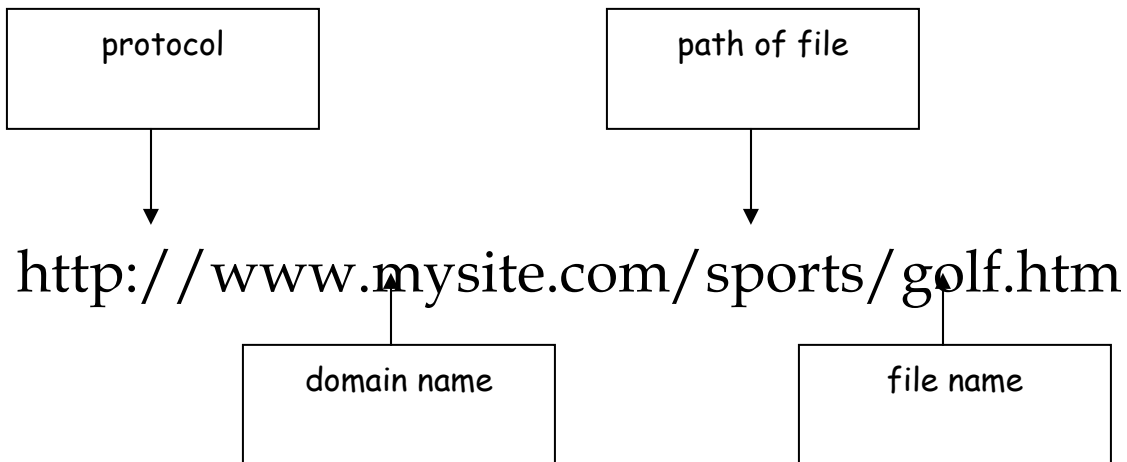 protocol
path of file
http://www.mysite.com/sports/golf.htm
domain name
file name